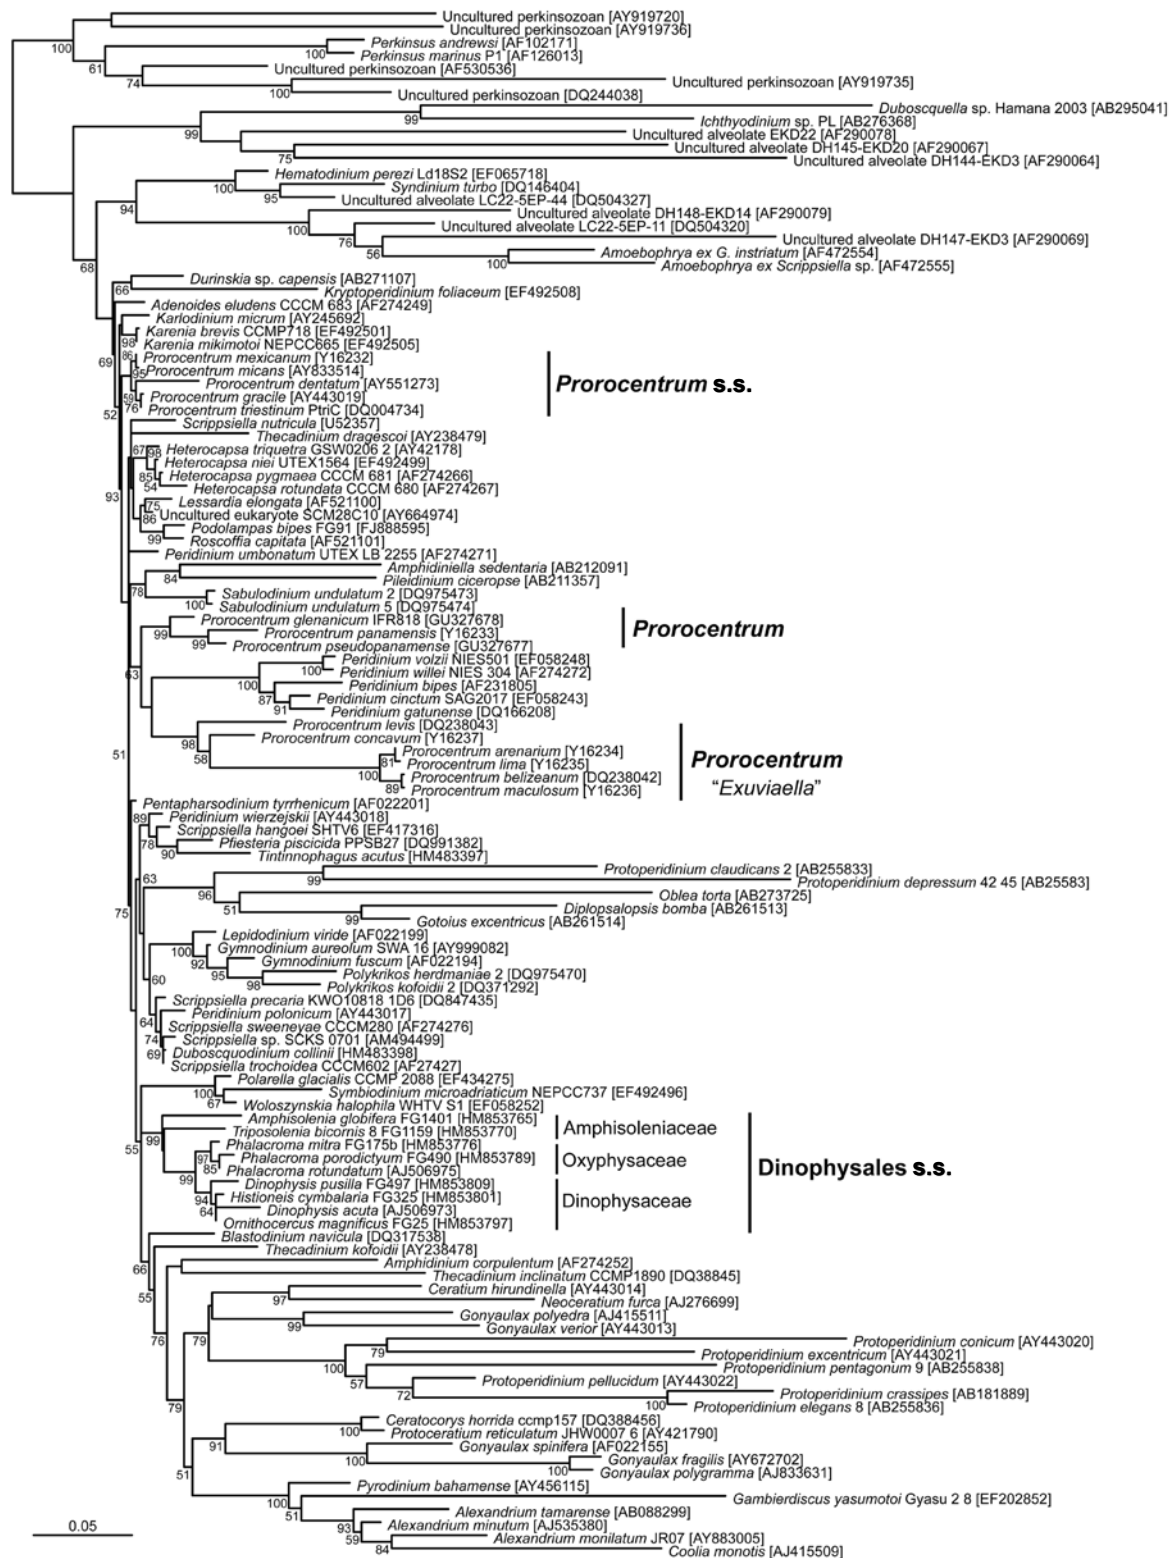 Uncultured perkinsozoan [AY919720]
Uncultured perkinsozoan [AY919736]
100
Perkinsus andrewsi [AF102171]
100
Perkinsus marinus P1 [AF126013]
61
Uncultured perkinsozoan [AF530536]
74
Uncultured perkinsozoan [AY919735]
100
Uncultured perkinsozoan [DQ244038]
Duboscquella sp. Hamana 2003 [AB295041]
99
Ichthyodinium sp. PL [AB276368]
99
Uncultured alveolate EKD22 [AF290078]
Uncultured alveolate DH145-EKD20 [AF290067]
75
Uncultured alveolate DH144-EKD3 [AF290064]
Hematodinium perezi Ld18S2 [EF065718]
100
Syndinium turbo [DQ146404]
95
Uncultured alveolate LC22-5EP-44 [DQ504327]
94
Uncultured alveolate DH148-EKD14 [AF290079]
100
Uncultured alveolate LC22-5EP-11 [DQ504320]
76
Uncultured alveolate DH147-EKD3 [AF290069]
56
Amoebophrya ex G. instriatum [AF472554]
100
Amoebophrya ex Scrippsiella sp. [AF472555]
68
Durinskia sp. capensis [AB271107]
66
Kryptoperidinium foliaceum [EF492508]
Adenoides eludens CCCM 683 [AF274249]
Karlodinium micrum [AY245692]
Karenia brevis CCMP718 [EF492501]
98
Karenia mikimotoi NEPCC665 [EF492505]
69
86
Prorocentrum mexicanum [Y16232]
95
Prorocentrum micans [AY833514]
Prorocentrum dentatum [AY551273]
59
Prorocentrum gracile [AY443019]
76
Prorocentrum triestinum PtriC [DQ004734]
Prorocentrum s.s.
52
Scrippsiella nutricula [U52357]
Thecadinium dragescoi [AY238479]
67
98
Heterocapsa triquetra GSW0206 2 [AY42178]
Heterocapsa niei UTEX1564 [EF492499]
85
Heterocapsa pygmaea CCCM 681 [AF274266]
54
Heterocapsa rotundata CCCM 680 [AF274267]
93
Lessardia elongata [AF521100]
75
Uncultured eukaryote SCM28C10 [AY664974]
86
Podolampas bipes FG91 [FJ888595]
99
Roscoffia capitata [AF521101]
Peridinium umbonatum UTEX LB 2255 [AF274271]
Amphidiniella sedentaria [AB212091]
84
Pileidinium ciceropse [AB211357]
78
Sabulodinium undulatum 2 [DQ975473]
100
Sabulodinium undulatum 5 [DQ975474]
Prorocentrum glenanicum IFR818 [GU327678]
99
Prorocentrum panamensis [Y16233]
99
Prorocentrum pseudopanamense [GU327677]
Prorocentrum
63
Peridinium volzii NIES501 [EF058248]
100
Peridinium willei NIES 304 [AF274272]
100
Peridinium bipes [AF231805]
87
Peridinium cinctum SAG2017 [EF058243]
91
Peridinium gatunense [DQ166208]
Prorocentrum levis [DQ238043]
98
Prorocentrum concavum [Y16237]
58
Prorocentrum arenarium [Y16234]
81
Prorocentrum lima [Y16235]
100
Prorocentrum belizeanum [DQ238042]
89
Prorocentrum maculosum [Y16236]
Prorocentrum
“Exuviaella”
51
Pentapharsodinium tyrrhenicum [AF022201]
89
Peridinium wierzejskii [AY443018]
Scrippsiella hangoei SHTV6 [EF417316]
78
Pfiesteria piscicida PPSB27 [DQ991382]
90
Tintinnophagus acutus [HM483397]
Protoperidinium claudicans 2 [AB255833]
63
99
Protoperidinium depressum 42 45 [AB25583]
96
Oblea torta [AB273725]
51
Diplopsalopsis bomba [AB261513]
75
99
Gotoius excentricus [AB261514]
Lepidodinium viride [AF022199]
100
Gymnodinium aureolum SWA 16 [AY999082]
92
Gymnodinium fuscum [AF022194]
95
Polykrikos herdmaniae 2 [DQ975470]
60
98
Polykrikos kofoidii 2 [DQ371292]
Scrippsiella precaria KWO10818 1D6 [DQ847435]
Peridinium polonicum [AY443017]
64
Scrippsiella sweeneyae CCCM280 [AF274276]
74
Scrippsiella sp. SCKS 0701 [AM494499]
69
Duboscquodinium collinii [HM483398]
Scrippsiella trochoidea CCCM602 [AF27427]
Polarella glacialis CCMP 2088 [EF434275]
100
Symbiodinium microadriaticum NEPCC737 [EF492496]
67
Woloszynskia halophila WHTV S1 [EF058252]
Amphisolenia globifera FG1401 [HM853765]
Triposolenia bicornis 8 FG1159 [HM853770]
Amphisoleniaceae
55
99
Phalacroma mitra FG175b [HM853776]
97
Phalacroma porodictyum FG490 [HM853789]
85
Phalacroma rotundatum [AJ506975]
Oxyphysaceae
Dinophysales s.s.
99
Dinophysis pusilla FG497 [HM853809]
94
Histioneis cymbalaria FG325 [HM853801]
64
Dinophysis acuta [AJ506973]
Ornithocercus magnificus FG25 [HM853797]
Dinophysaceae
Blastodinium navicula [DQ317538]
Thecadinium kofoidii [AY238478]
66
Amphidinium corpulentum [AF274252]
Thecadinium inclinatum CCMP1890 [DQ38845]
55
Ceratium hirundinella [AY443014]
97
Neoceratium furca [AJ276699]
Gonyaulax polyedra [AJ415511]
99
Gonyaulax verior [AY443013]
76
79
Protoperidinium conicum [AY443020]
79
Protoperidinium excentricum [AY443021]
100
Protoperidinium pentagonum 9 [AB255838]
57
Protoperidinium pellucidum [AY443022]
72
Protoperidinium crassipes [AB181889]
100
Protoperidinium elegans 8 [AB255836]
79
Ceratocorys horrida ccmp157 [DQ388456]
100
Protoceratium reticulatum JHW0007 6 [AY421790]
91
Gonyaulax spinifera [AF022155]
100
Gonyaulax fragilis [AY672702]
100
Gonyaulax polygramma [AJ833631]
51
Pyrodinium bahamense [AY456115]
100
Gambierdiscus yasumotoi Gyasu 2 8 [EF202852]
51
Alexandrium tamarense [AB088299]
93
Alexandrium minutum [AJ535380]
59
Alexandrium monilatum JR07 [AY883005]
84
Coolia monotis [AJ415509]
0.05